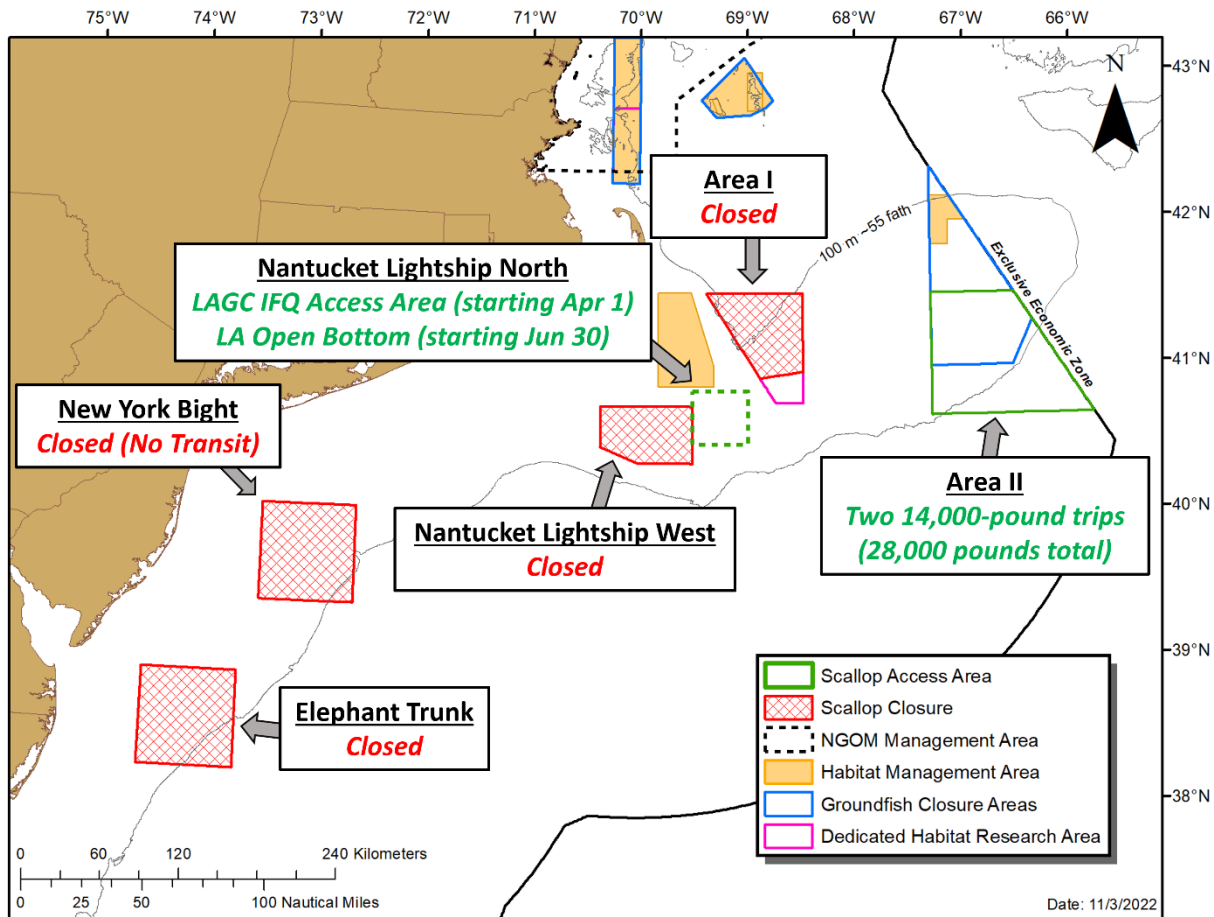 75°W 74°W 73°W 72°W 71°W 70°W 69°W 68°W 67°W 66°W
43°N
N
Area I
Closed
42°N
100 m ~55 fath
Nantucket Lightship North
LAGC IFQ Access Area (starting Apr 1)
LA Open Bottom (starting Jun 30)
Exclusive Economic Zone
41°N
New York Bight
Closed (No Transit)
Area II
Two 14,000-pound trips
(28,000 pounds total)
40°N
Nantucket Lightship West
Closed
39°N
Elephant Trunk
Closed
Scallop Access Area
Scallop Closure
NGOM Management Area
Habitat Management Area
Groundfish Closure Areas
Dedicated Habitat Research Area
38°N
0 60 120 240 Kilometers
0 25 50 100 Nautical Miles
Date: 11/3/2022